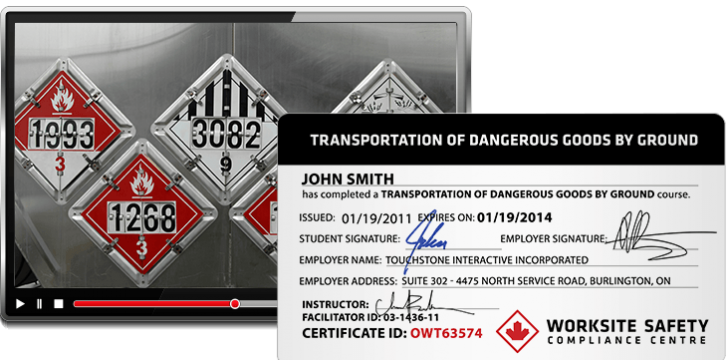 1993
3
3082
9
1268
3
TRANSPORTATION OF DANGEROUS GOODS BY GROUND
JOHN SMITH
has completed a TRANSPORTATION OF DANGEROUS GOODS BY GROUND course.
ISSUED: 01/19/2011 EXPIRES ON: 01/19/2014
STUDENT SIGNATURE: John EMPLOYER SIGNATURE:
EMPLOYER NAME: TOUCHSTONE INTERACTIVE INCORPORATED
EMPLOYER ADDRESS: SUITE 302 - 4475 NORTH SERVICE ROAD, BURLINGTON, ON
INSTRUCTOR:
FACILITATOR ID: 03-1436-11
CERTIFICATE ID: OWT63574
WORKSITE SAFETY
COMPLIANCE CENTRE